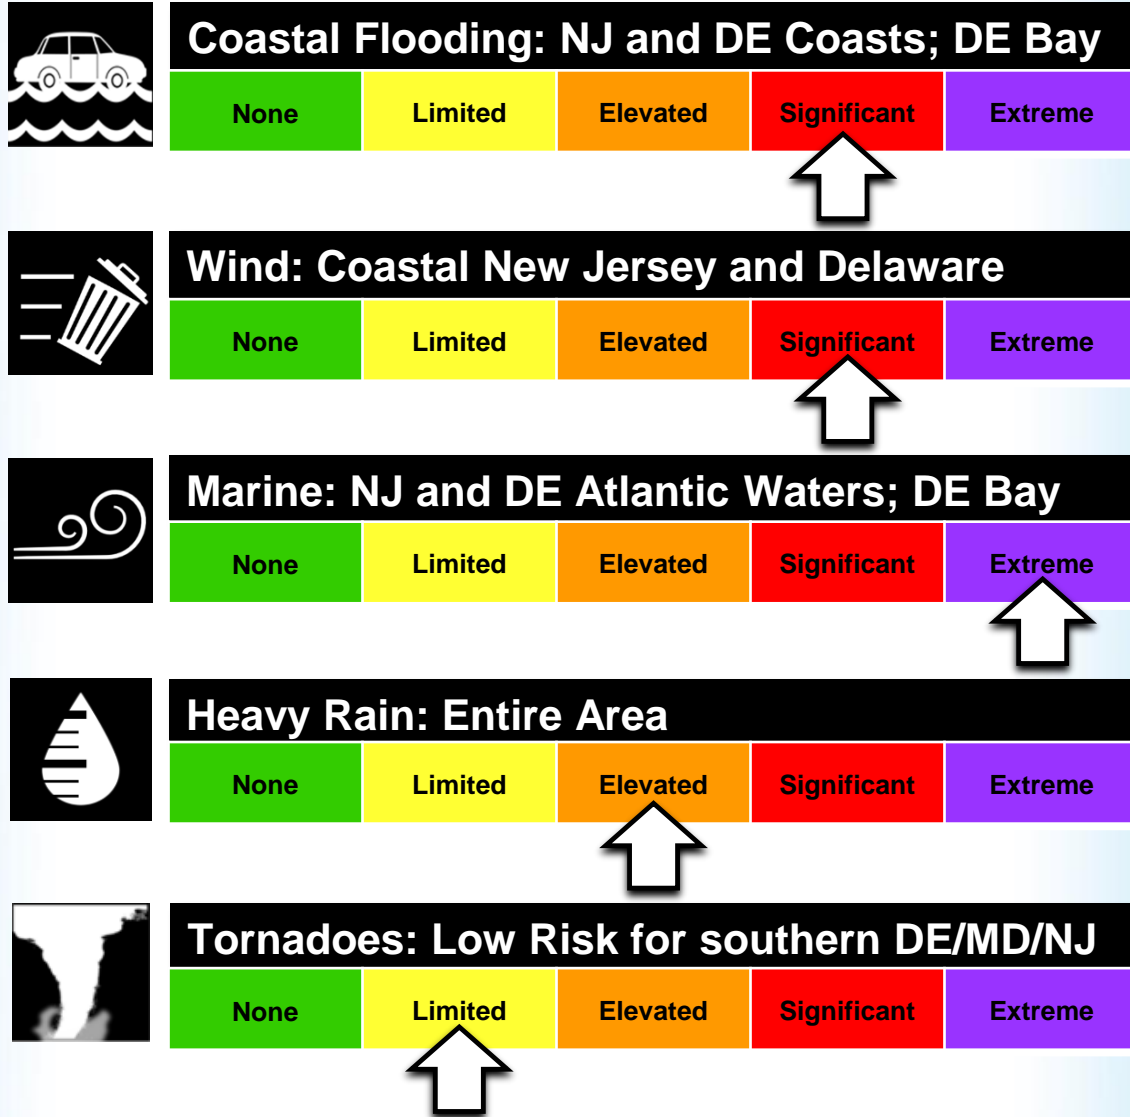 Coastal Flooding: NJ and DE Coasts; DE Bay
None Limited Elevated Significant Extreme
Wind: Coastal New Jersey and Delaware
None Limited Elevated Significant Extreme
Marine: NJ and DE Atlantic Waters; DE Bay
None Limited Elevated Significant Extreme
Heavy Rain: Entire Area
None Limited Elevated Significant Extreme
Tornadoes: Low Risk for southern DE/MD/NJ
None Limited Elevated Significant Extreme